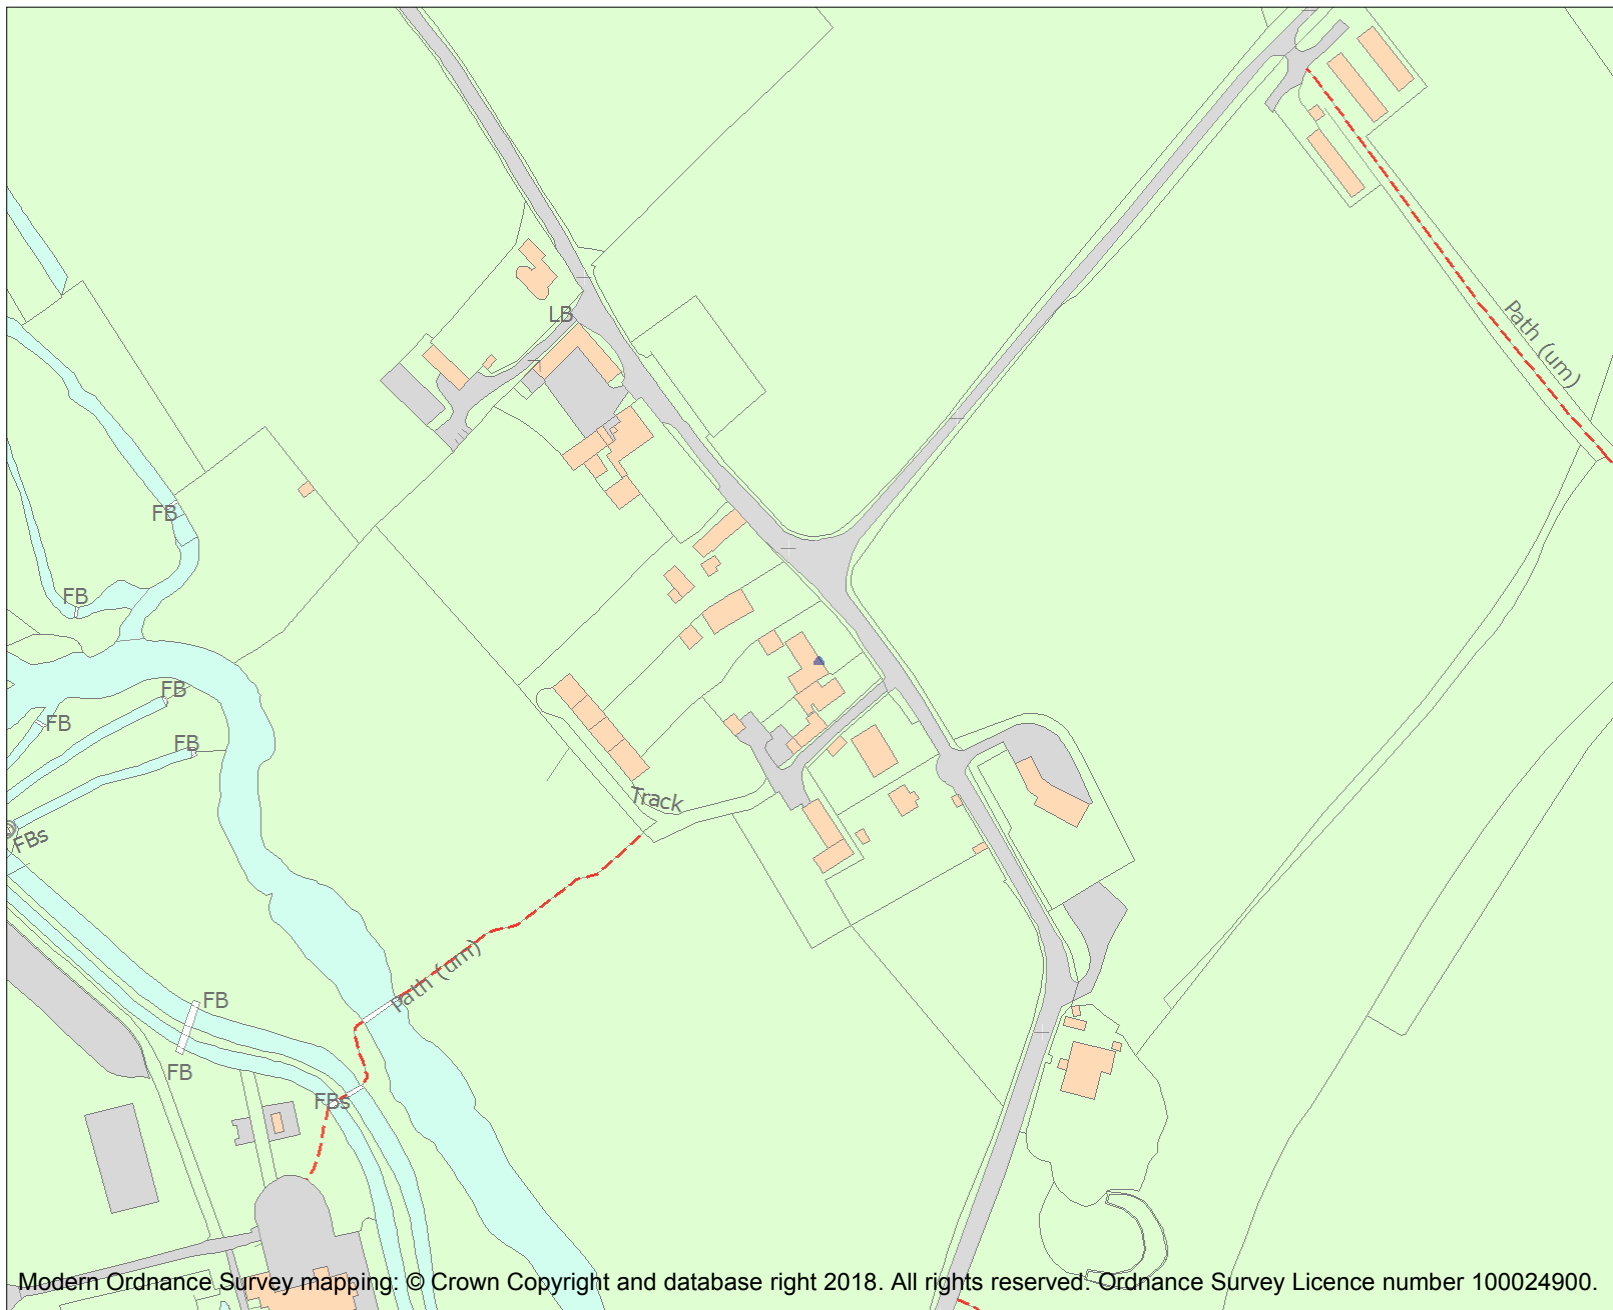 LB
Path (um)
FB
FB
FB
FB
FB
Track
FBs
Path (um)
FB
FB
FBs
Modern Ordnance Survey mapping: © Crown Copyright and database right 2018. All rights reserved. Ordnance Survey Licence number 100024900.